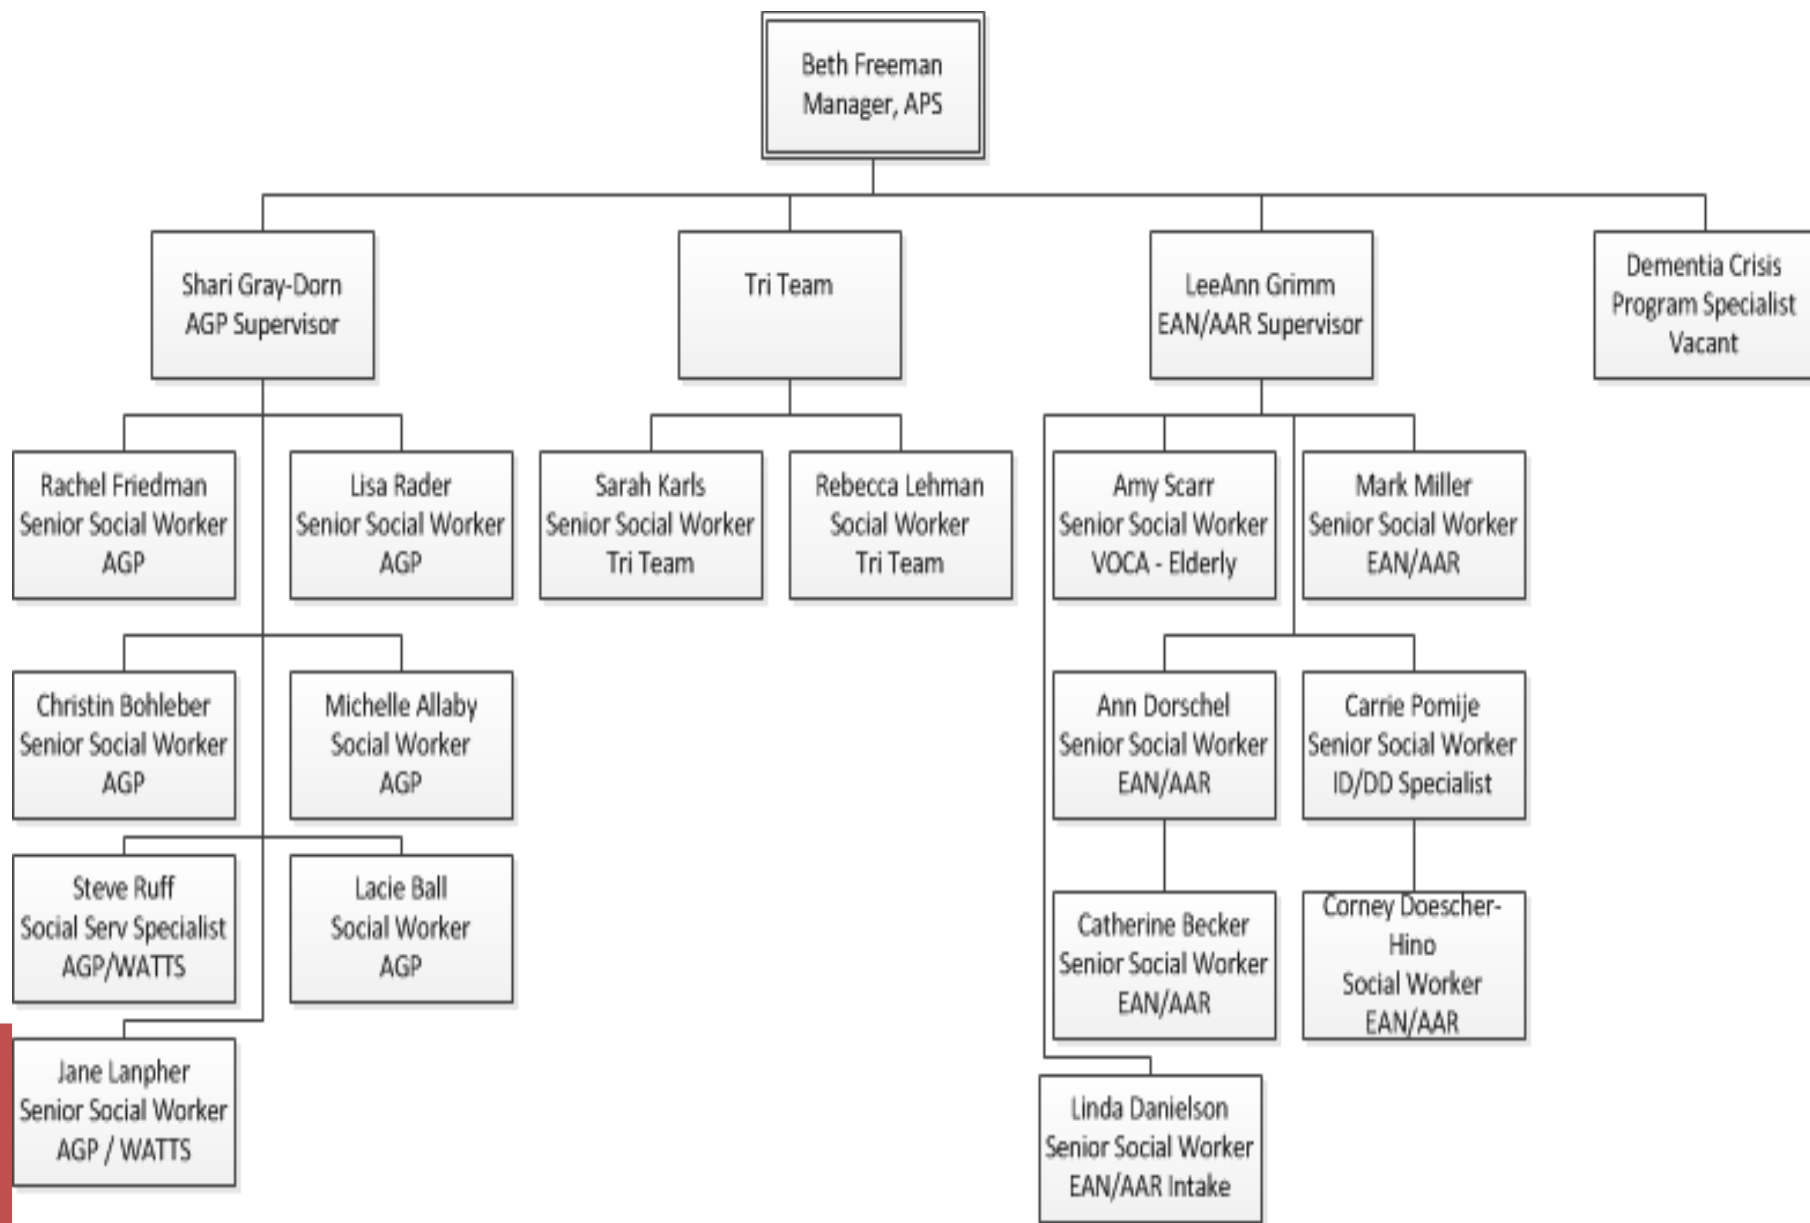 Beth Freeman
Manager, APS
Shari Gray-Dorn
AGP Supervisor
Tri Team
LeeAnn Grimm
EAN/AAR Supervisor
Dementia Crisis
Program Specialist
Vacant
Rachel Friedman
Senior Social Worker
AGP
Lisa Rader
Senior Social Worker
AGP
Sarah Karls
Senior Social Worker
Tri Team
Rebecca Lehman
Social Worker
Tri Team
Amy Scarr
Senior Social Worker
VOCA - Elderly
Mark Miller
Senior Social Worker
EAN/AAR
Christin Bohleber
Senior Social Worker
AGP
Michelle Allaby
Social Worker
AGP
Ann Dorschel
Senior Social Worker
EAN/AAR
Carrie Pomije
Senior Social Worker
ID/DD Specialist
Steve Ruff
Social Serv Specialist
AGP/WATTS
Lacie Ball
Social Worker
AGP
Catherine Becker
Senior Social Worker
EAN/AAR
Corney Doescher-
Hino
Social Worker
EAN/AAR
Jane Lanpher
Senior Social Worker
AGP / WATTS
Linda Danielson
Senior Social Worker
EAN/AAR Intake